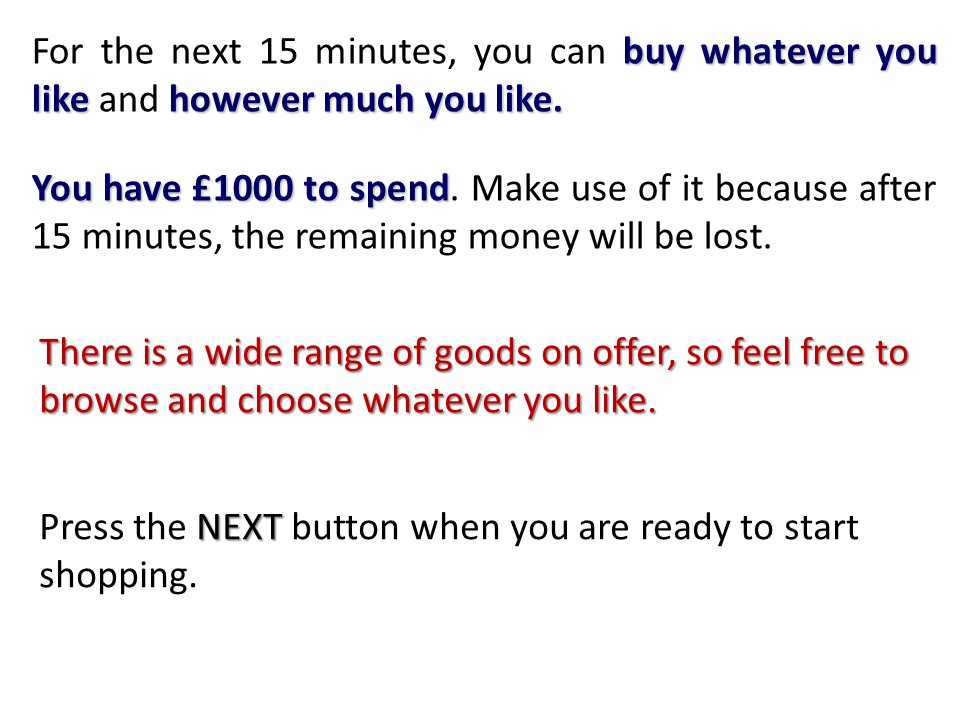 For the next 15 minutes, you can buy whatever you
like and however much you like.
You have £1000 to spend. Make use of it because after
15 minutes, the remaining money will be lost.
There is a wide range of goods on offer, so feel free to
browse and choose whatever you like.
Press the NEXT button when you are ready to start
shopping.